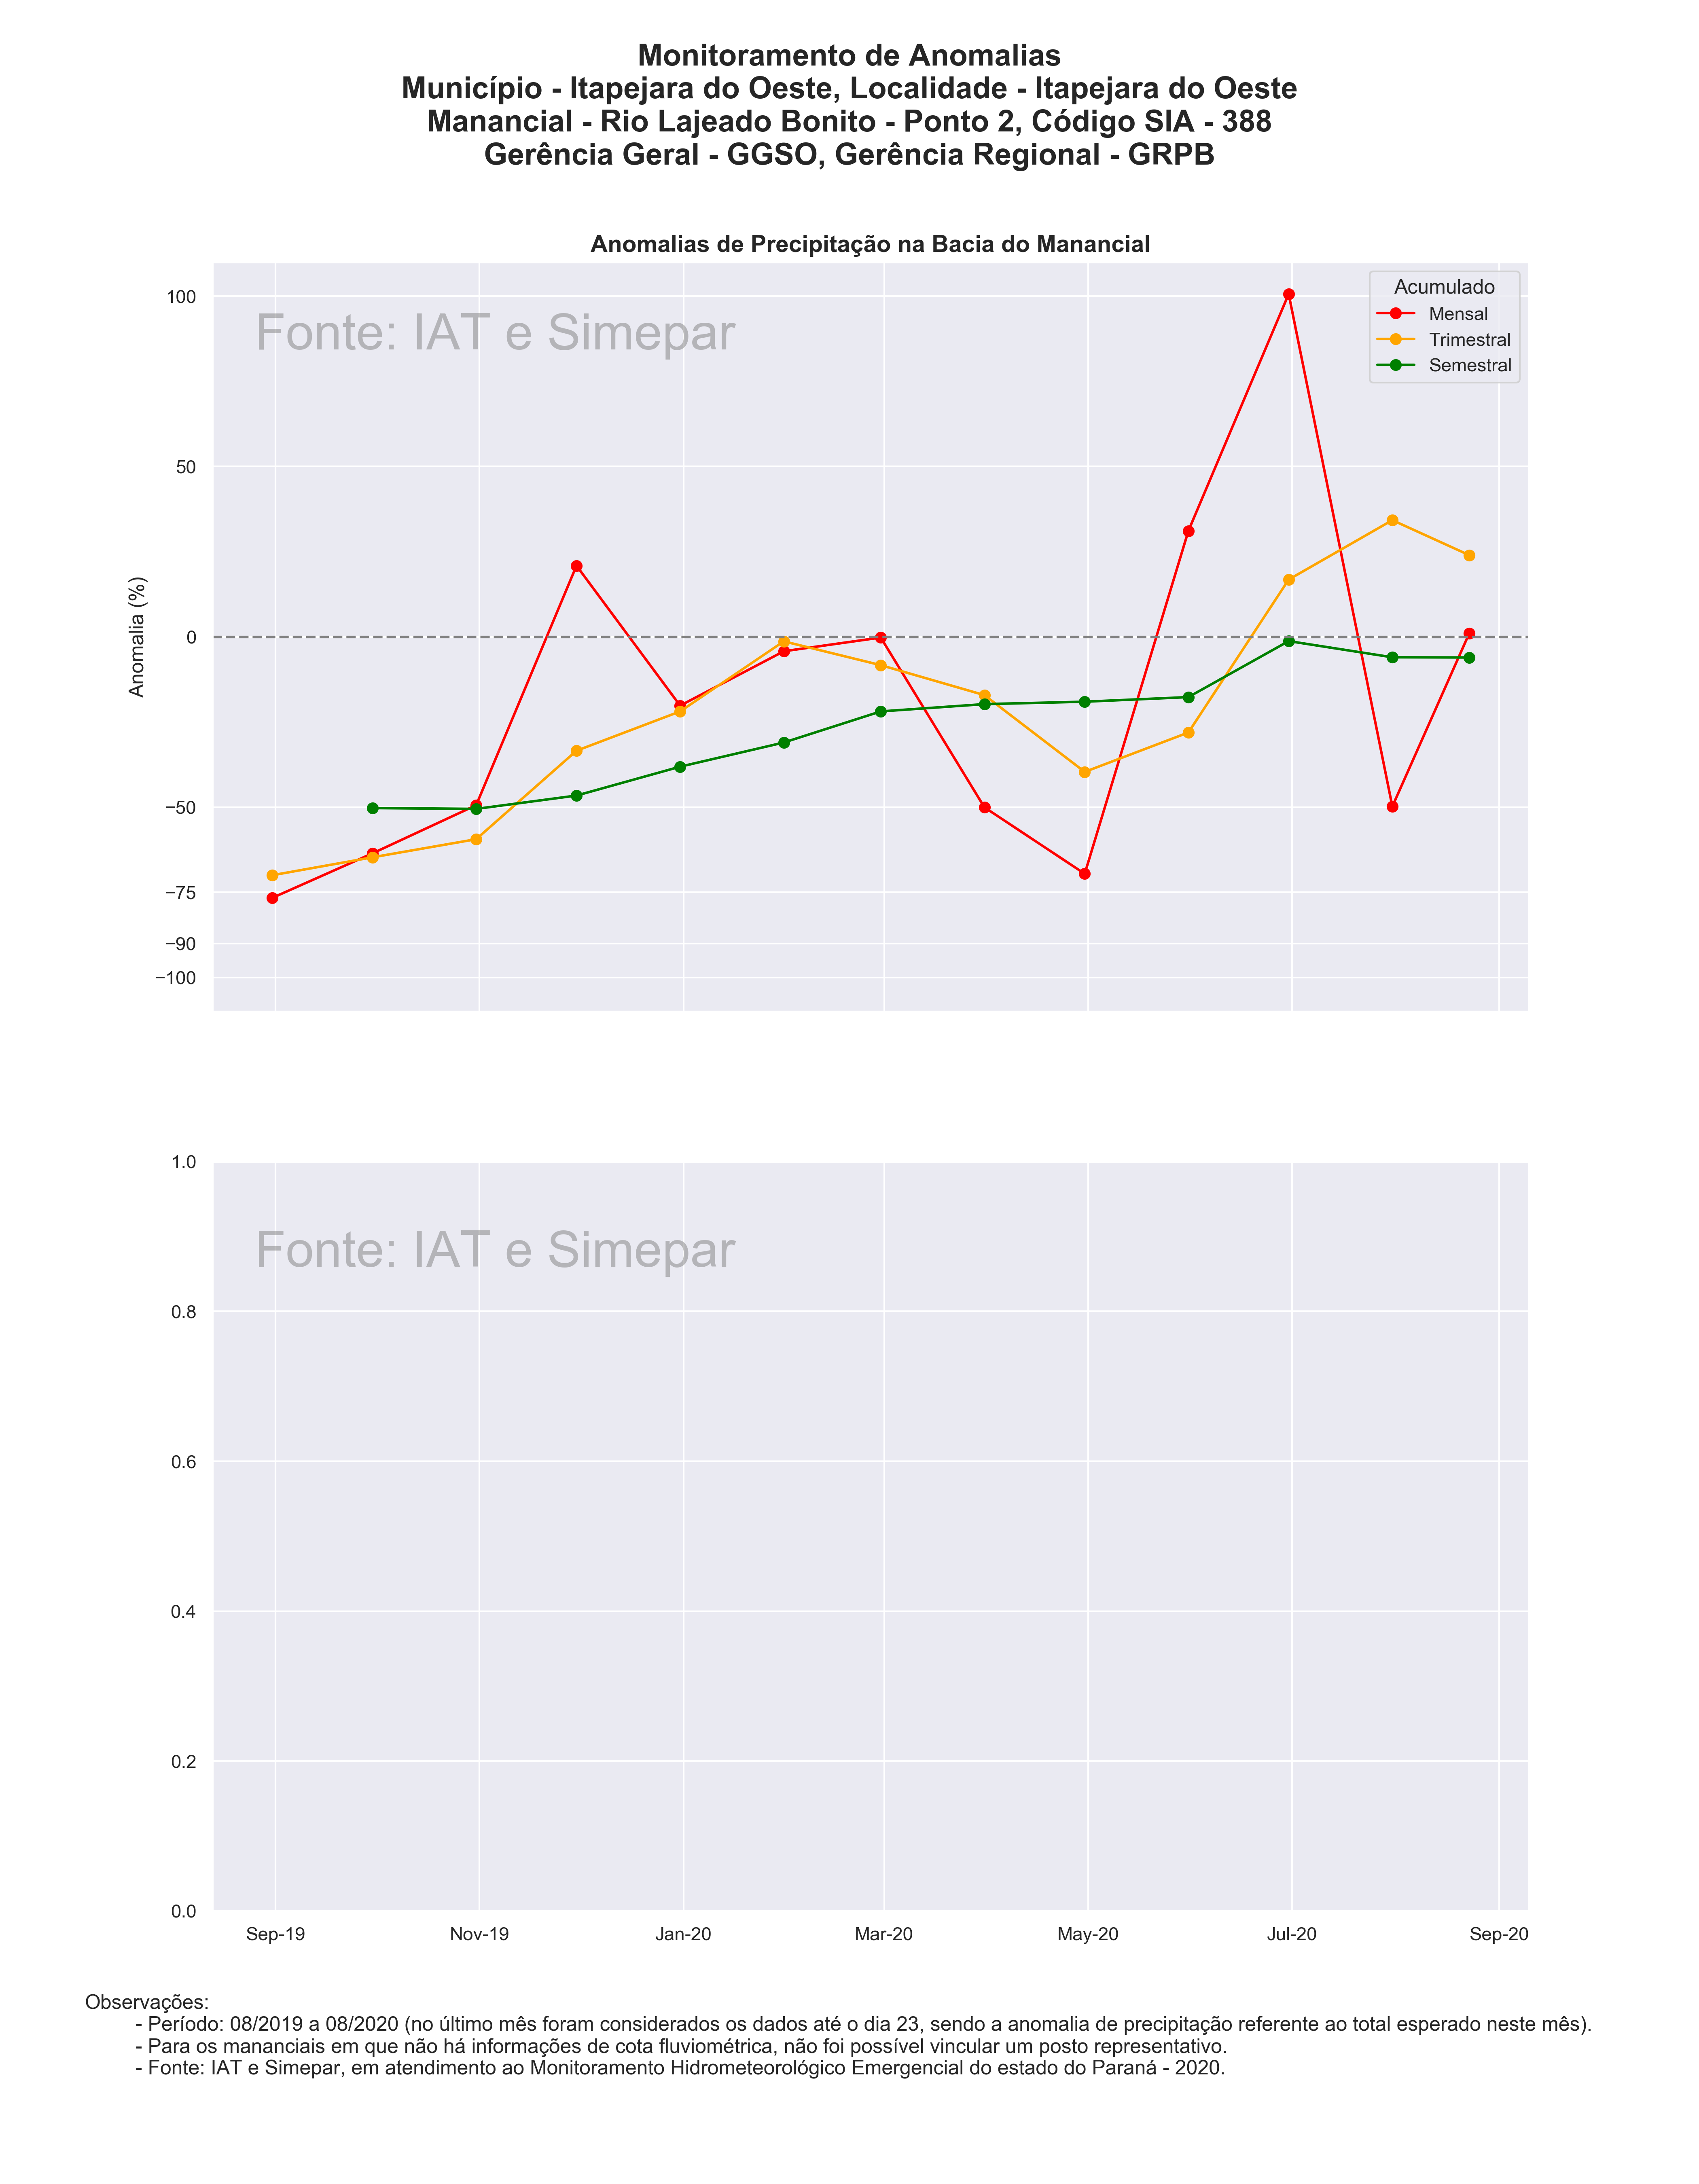 Monitoramento de Anomalias
Município - Itapejara do Oeste, Localidade - Itapejara do Oeste
Manancial - Rio Lajeado Bonito - Ponto 2, Código SIA - 388
Gerência Geral - GGSO, Gerência Regional - GRPB
Anomalias de Precipitação na Bacia do Manancial
Fonte: IAT e Simepar
Acumulado
Mensal
Trimestral
Semestral
Anomalia (%)
100
50
0
−50
−75
−90
−100
Fonte: IAT e Simepar
1.0
0.8
0.6
0.4
0.2
0.0
Sep-19 Nov-19 Jan-20 Mar-20 May-20 Jul-20 Sep-20
Observações:
- Período: 08/2019 a 08/2020 (no último mês foram considerados os dados até o dia 23, sendo a anomalia de precipitação referente ao total esperado neste mês).
- Para os mananciais em que não há informações de cota fluviométrica, não foi possível vincular um posto representativo.
- Fonte: IAT e Simepar, em atendimento ao Monitoramento Hidrometeorológico Emergencial do estado do Paraná - 2020.